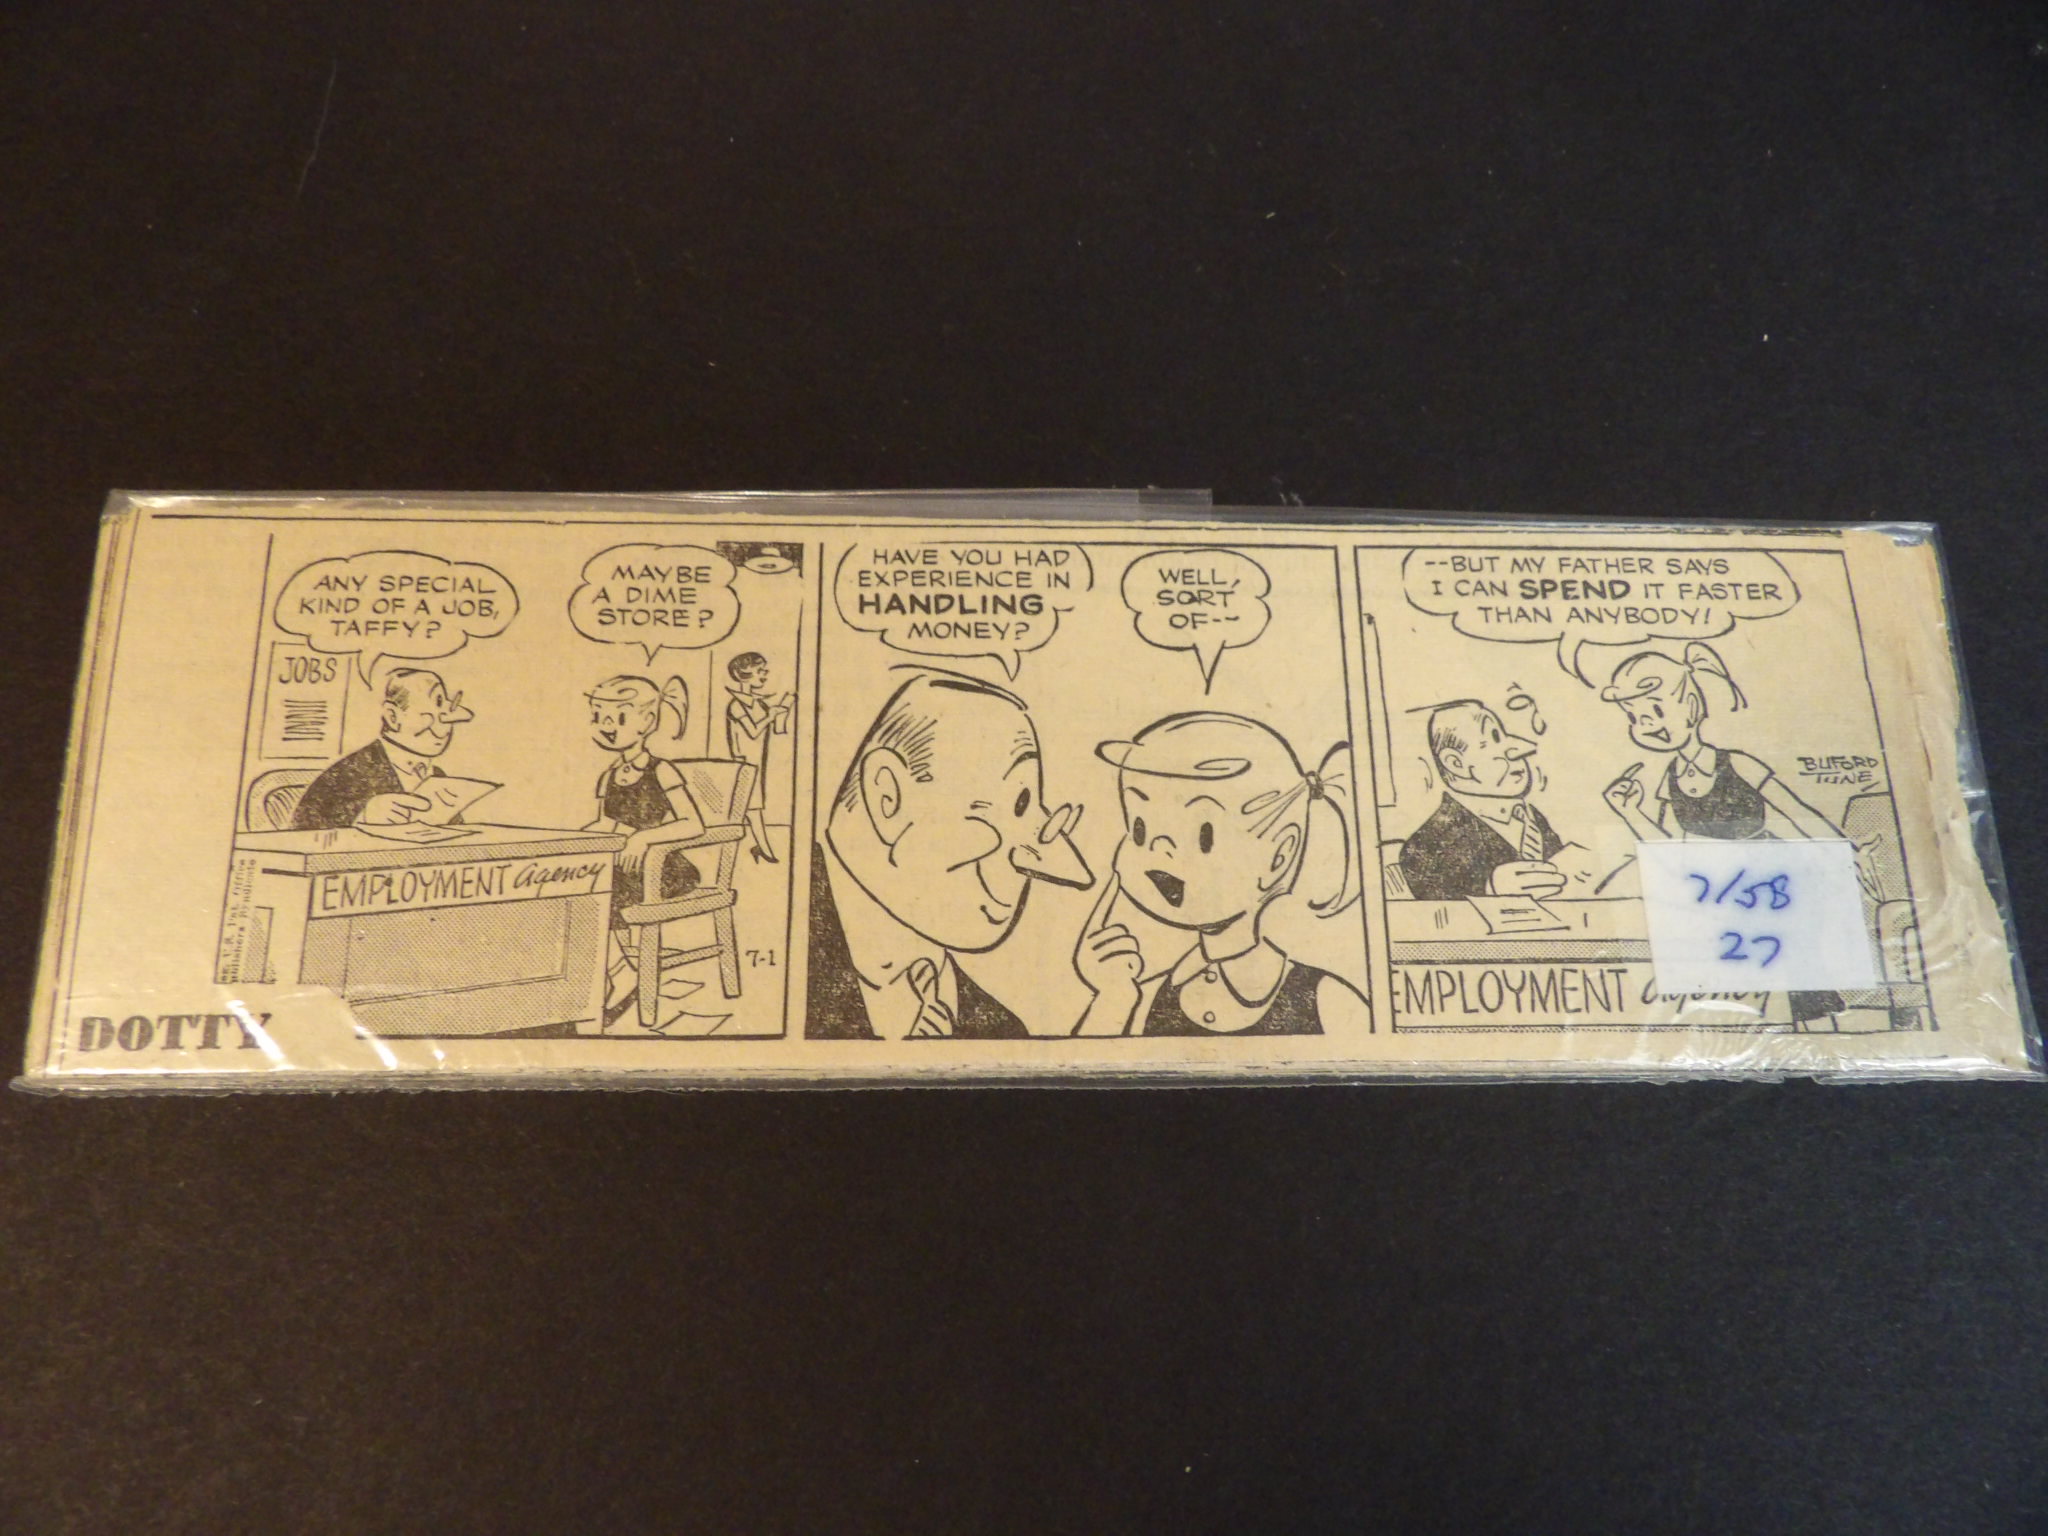 ANY SPECIAL
KIND OF A JOB,
TAFFY?
MAYBE
A DIME
STORE?
JOBS
EMPLOYMENT agency
7-1
HAVE YOU HAD
EXPERIENCE IN
HANDLING
MONEY?
WELL,
SORT
OF--
--BUT MY FATHER SAYS
I CAN SPEND IT FASTER
THAN ANYBODY!
BUFORD
TUNE
EMPLOYMENT agency
7/58
27
DOTTY